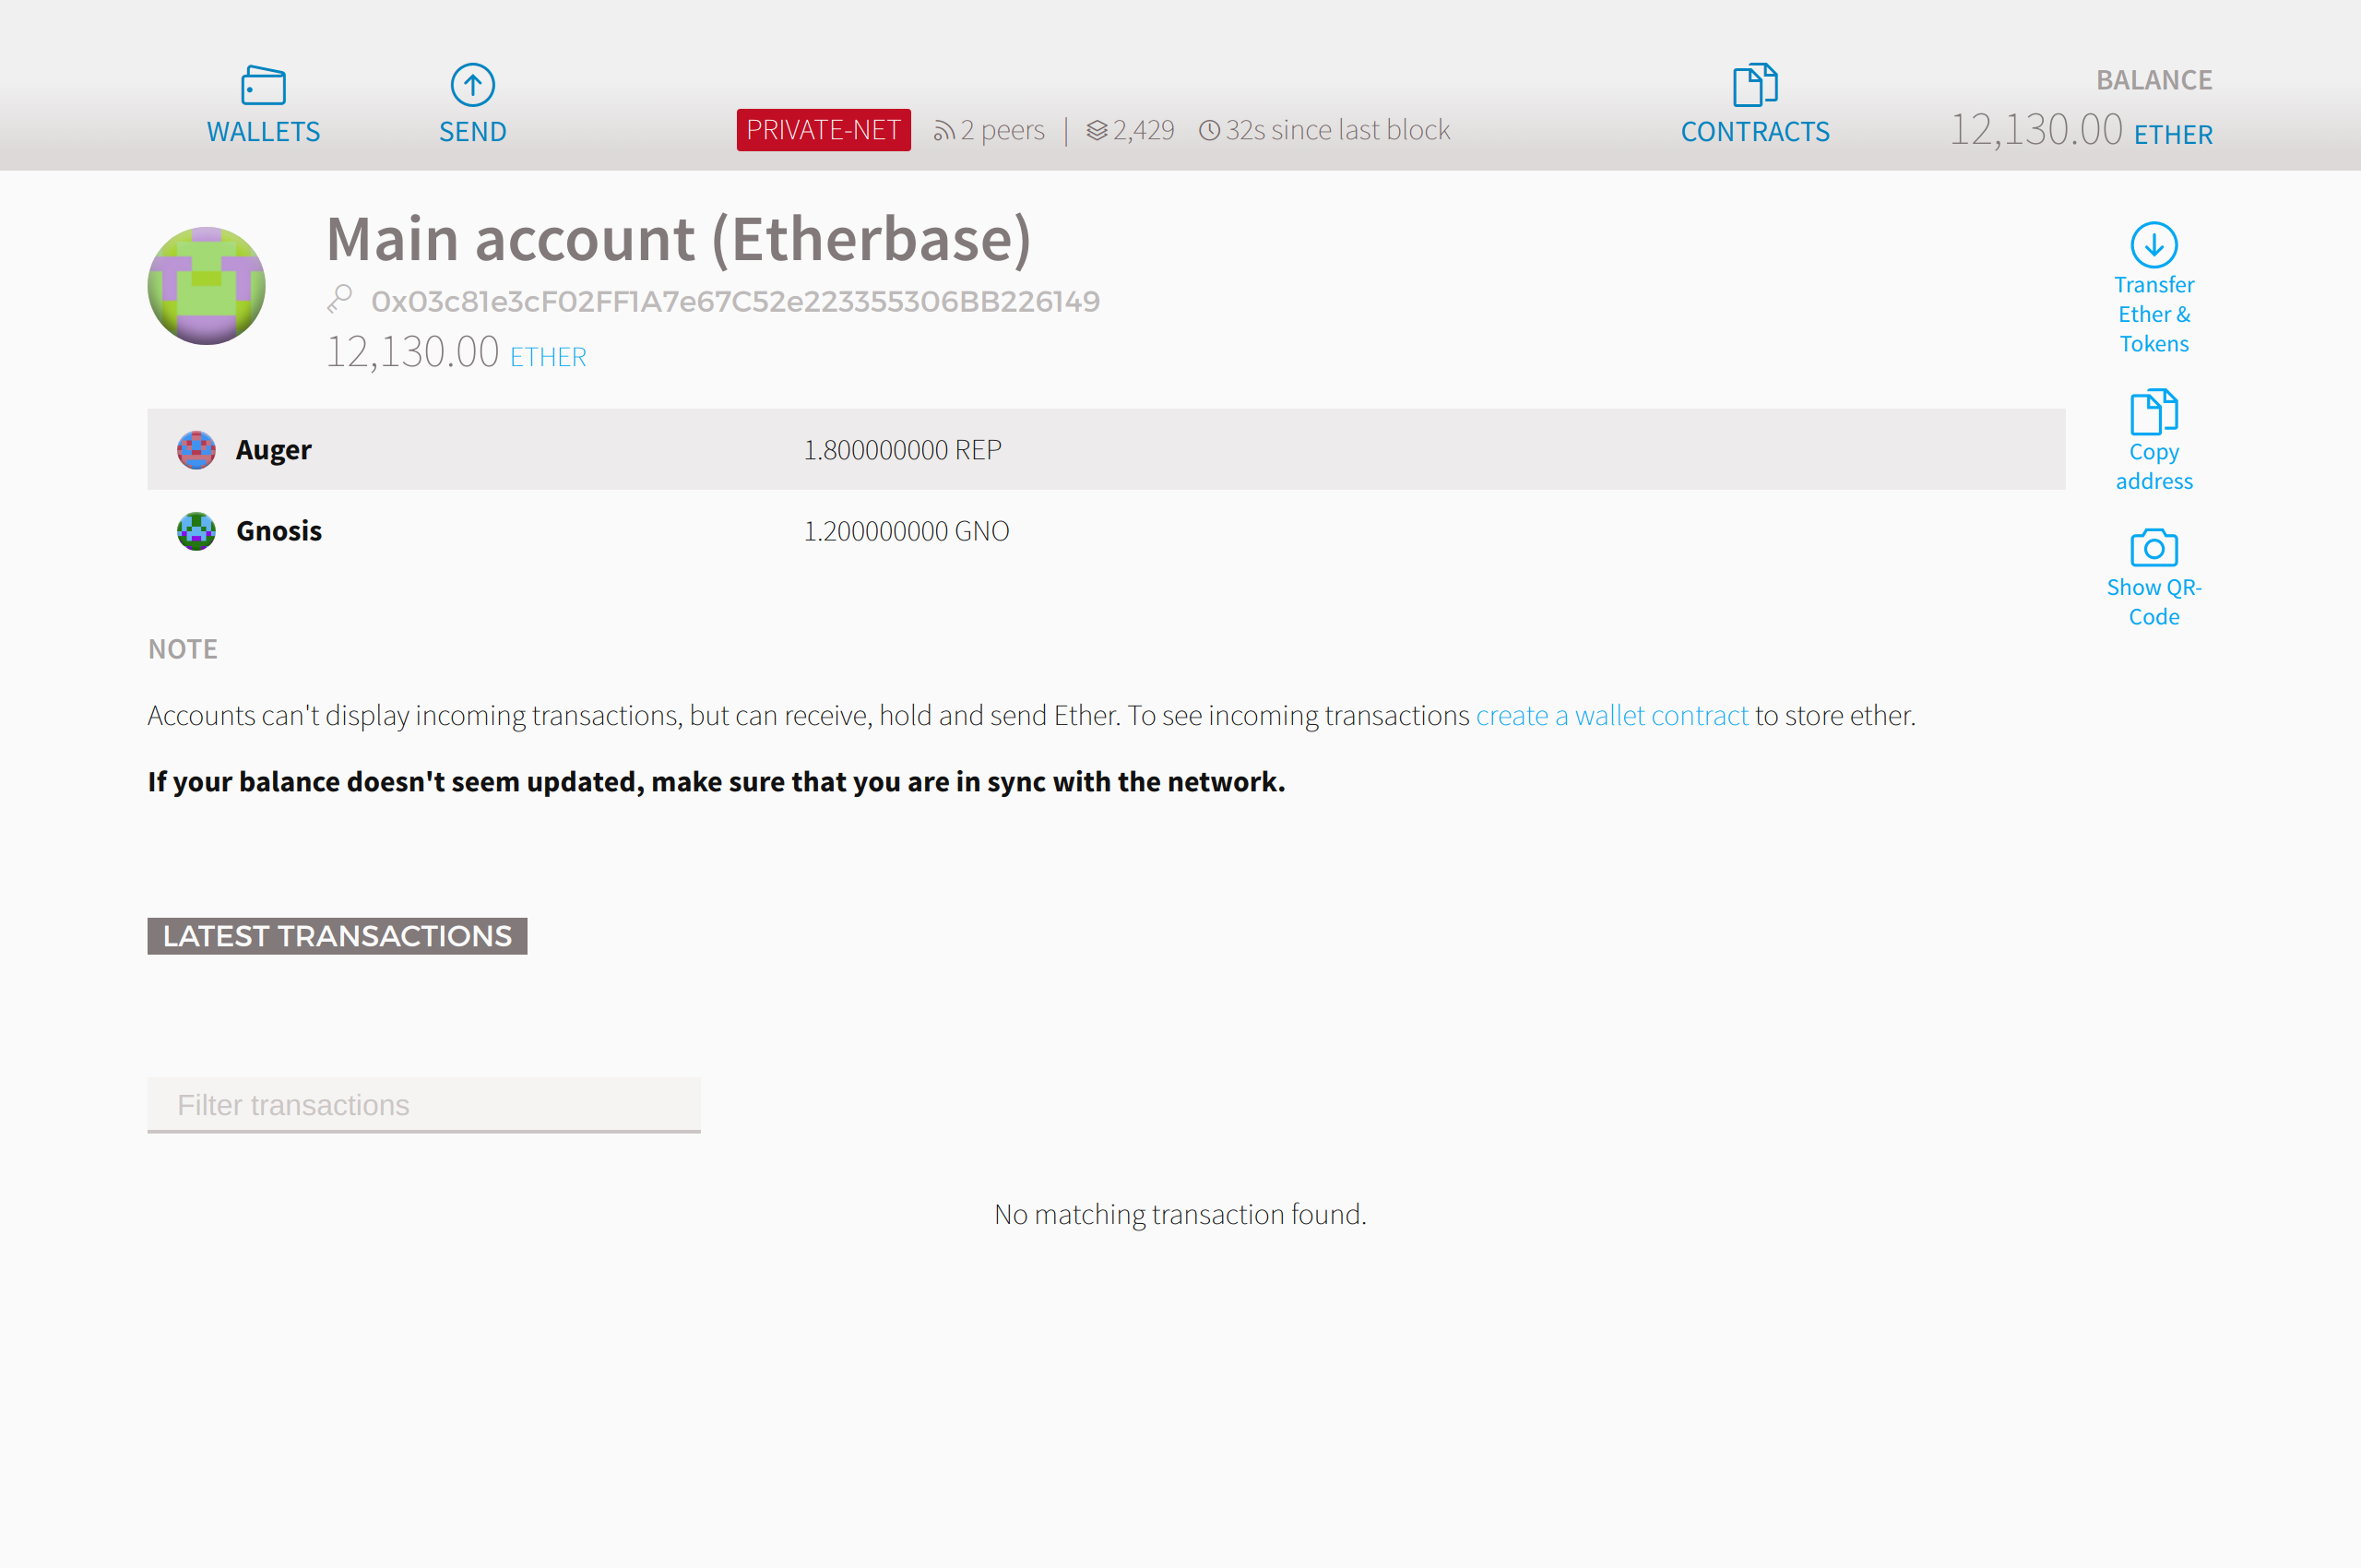 WALLETS
SEND
PRIVATE-NET 2 peers | 2,429 32s since last block
CONTRACTS
BALANCE
12,130.00 ETHER
Main account (Etherbase)
0x03c81e3cF02FF1A7e67C52e223355306BB226149
12,130.00 ETHER
Transfer
Ether &
Tokens
Copy
address
Show QR-
Code
Auger 1.800000000 REP
Gnosis 1.200000000 GNO
NOTE
Accounts can't display incoming transactions, but can receive, hold and send Ether. To see incoming transactions create a wallet contract to store ether.
If your balance doesn't seem updated, make sure that you are in sync with the network.
LATEST TRANSACTIONS
Filter transactions
No matching transaction found.